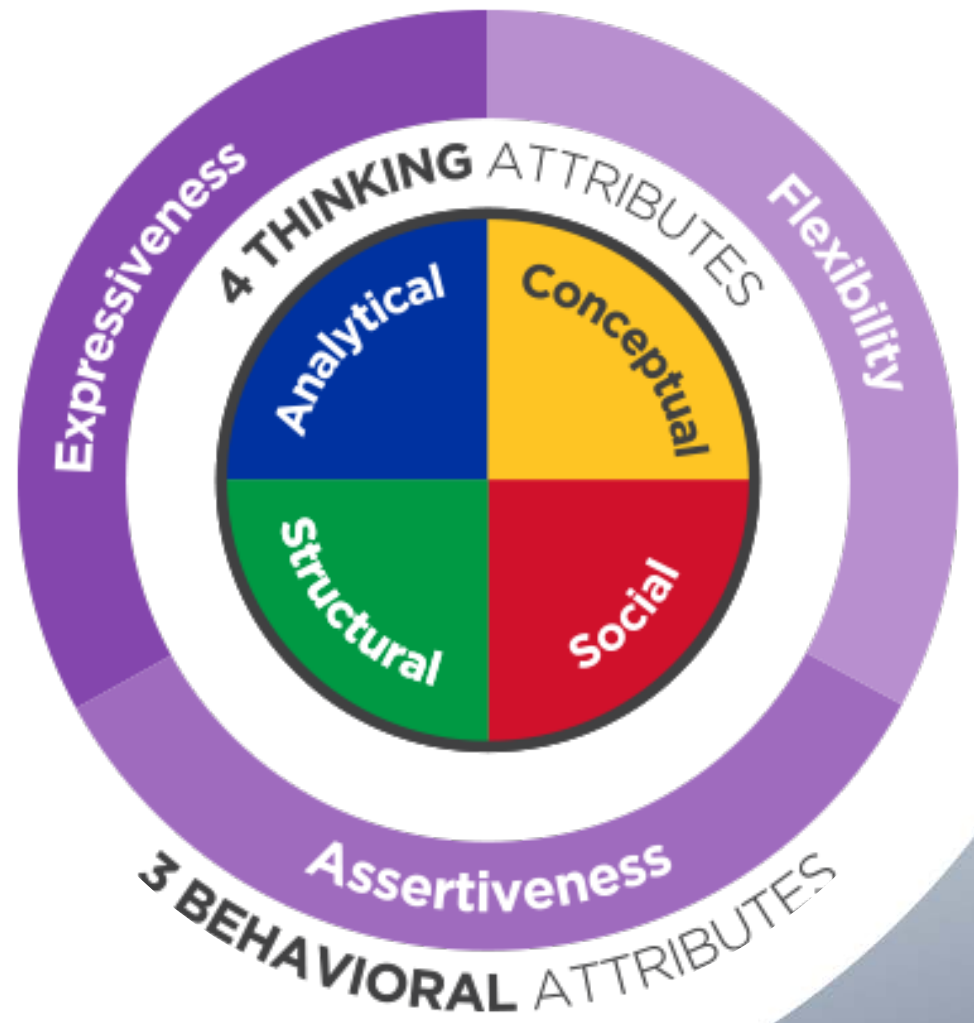 Expressiveness
Flexibility
4 THINKING ATTRIBUTES
Analytical
Conceptual
Structural
Social
Assertiveness
3 BEHAVIORAL ATTRIBUTES